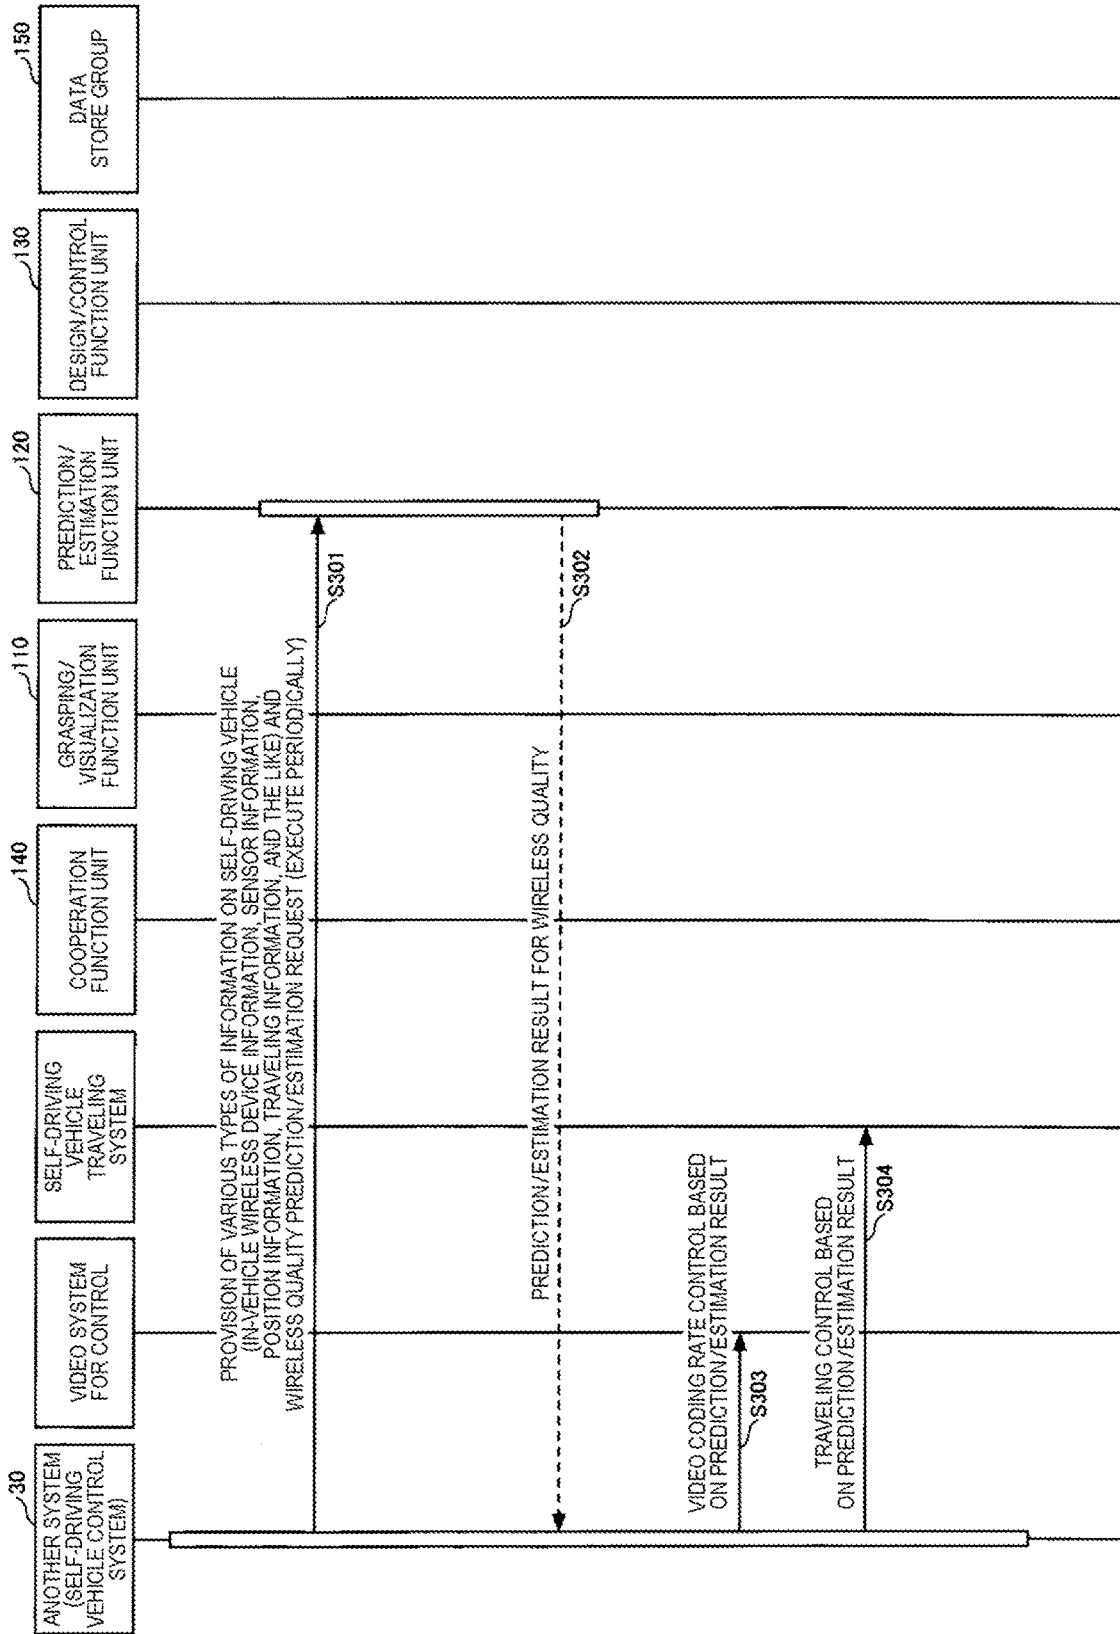 30
ANOTHER SYSTEM
(SELF-DRIVING
VEHICLE CONTROL
SYSTEM)
VIDEO SYSTEM
FOR CONTROL
SELF-DRIVING
VEHICLE
TRAVELING
SYSTEM
140
COOPERATION
FUNCTION UNIT
110
GRASPING/
VISUALIZATION
FUNCTION UNIT
120
PREDICTION/
ESTIMATION
FUNCTION UNIT
130
DESIGN/CONTROL
FUNCTION UNIT
150
DATA
STORE GROUP
PROVISION OF VARIOUS TYPES OF INFORMATION ON SELF-DRIVING VEHICLE
(IN-VEHICLE WIRELESS DEVICE INFORMATION, SENSOR INFORMATION,
POSITION INFORMATION, TRAVELING INFORMATION, AND THE LIKE) AND
WIRELESS QUALITY PREDICTION/ESTIMATION REQUEST (EXECUTE PERIODICALLY)
S301
PREDICTION/ESTIMATION RESULT FOR WIRELESS QUALITY
S302
VIDEO CODING RATE CONTROL BASED
ON PREDICTION/ESTIMATION RESULT
S303
TRAVELING CONTROL BASED
ON PREDICTION/ESTIMATION RESULT
S304